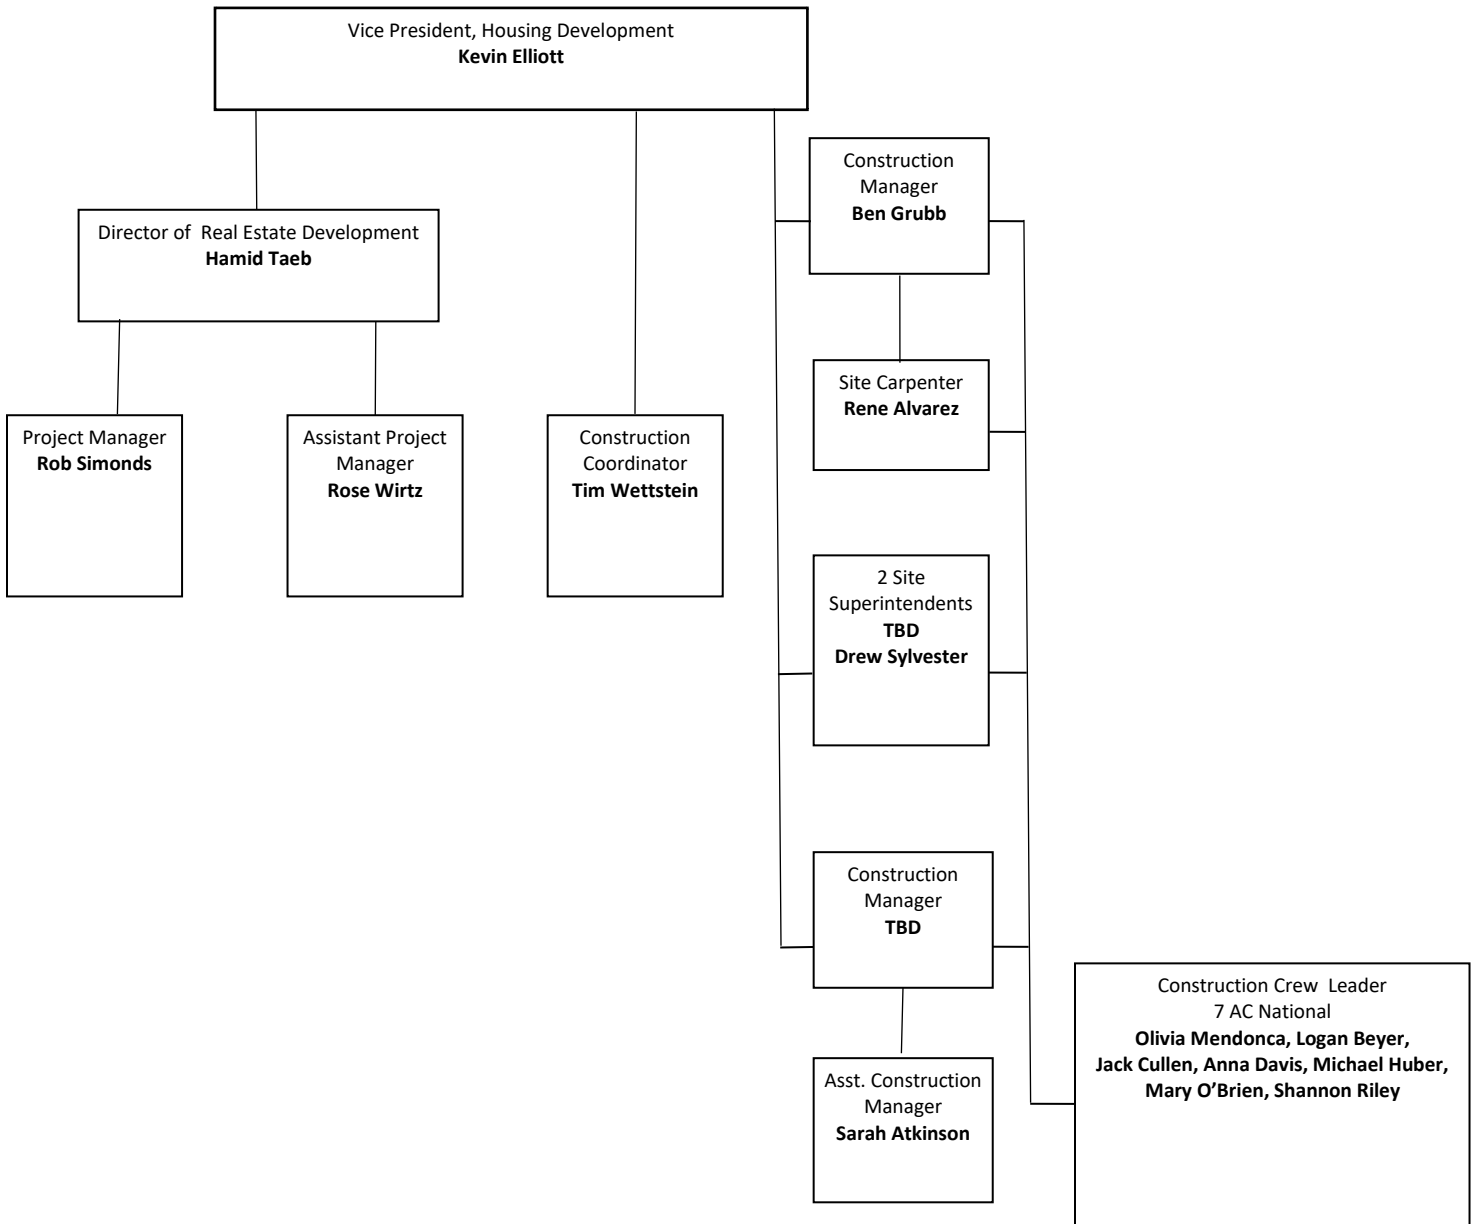 Vice President, Housing Development
Kevin Elliott
Construction
Manager
Ben Grubb
Director of  Real Estate Development
Hamid Taeb
Site Carpenter
Rene Alvarez
Project Manager
Rob Simonds
Assistant Project
Manager
Rose Wirtz
Construction
Coordinator
Tim Wettstein
2 Site
Superintendents
TBD
Drew Sylvester
Construction
Manager
TBD
Construction Crew  Leader
7 AC National
Olivia Mendonca, Logan Beyer,
Jack Cullen, Anna Davis, Michael Huber,
Mary O’Brien, Shannon Riley
Asst. Construction
Manager
Sarah Atkinson